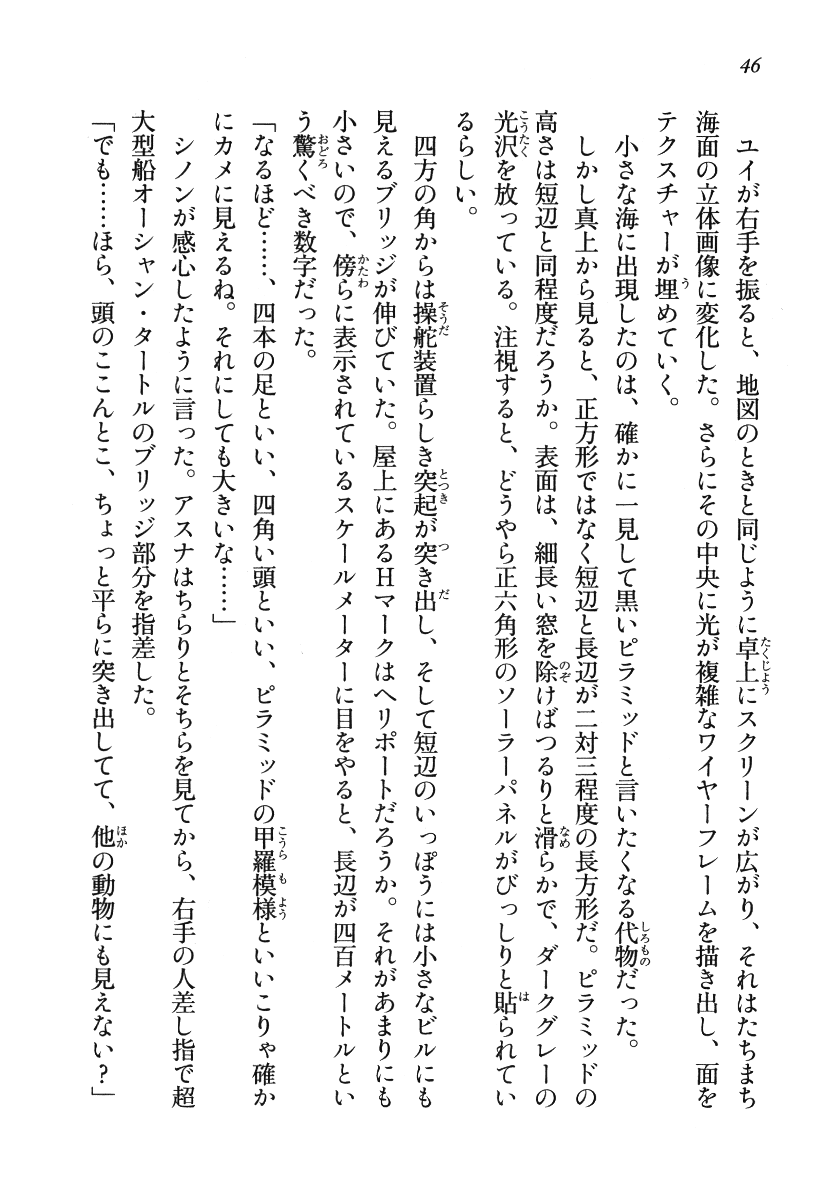 46
ユイが右手を振ると、地図のときと同じように卓上にスクリーンが広がり、それはたちまち
海面の立体画像に変化した。さらにその中央に光が複雑なワイヤーフレームを描き出し、面を
テクスチャーが埋めていく。
小さな海に出現したのは、確かに一見して黒いピラミッドと言いたくなる代物だった。
しかし真上から見ると、正方形ではなく短辺と長辺が二対三程度の長方形だ。ピラミッドの
高さは短辺と同程度だろうか。表面は、細長い窓を除けばつるりと滑らかで、ダークグレーの
光沢を放っている。注視すると、どうやら正六角形のソーラーパネルがびっしりと貼られてい
るらしい。
四方の角からは操舵装置らしき突起が突き出し、そして短辺のいっぽうには小さなビルにも
見えるブリッジが伸びていた。屋上にあるHマークはヘリポートだろうか。それがあまりにも
小さいので、傍らに表示されているスケールメーターに目をやると、長辺が四百メートルとい
う驚くべき数字だった。
「なるほど……、四本の足といい、四角い頭といい、ピラミッドの甲羅模様といいこりゃ確か
にカメに見えるね。それにしても大きいな……」
シノンが感心したように言った。アスナはちらりとそちらを見てから、右手の人差し指で超
大型船オーシャン・タートルのブリッジ部分を指差した。
「でも……ほら、頭のここんとこ、ちょっと平らに突き出してて、他の動物にも見えない？」